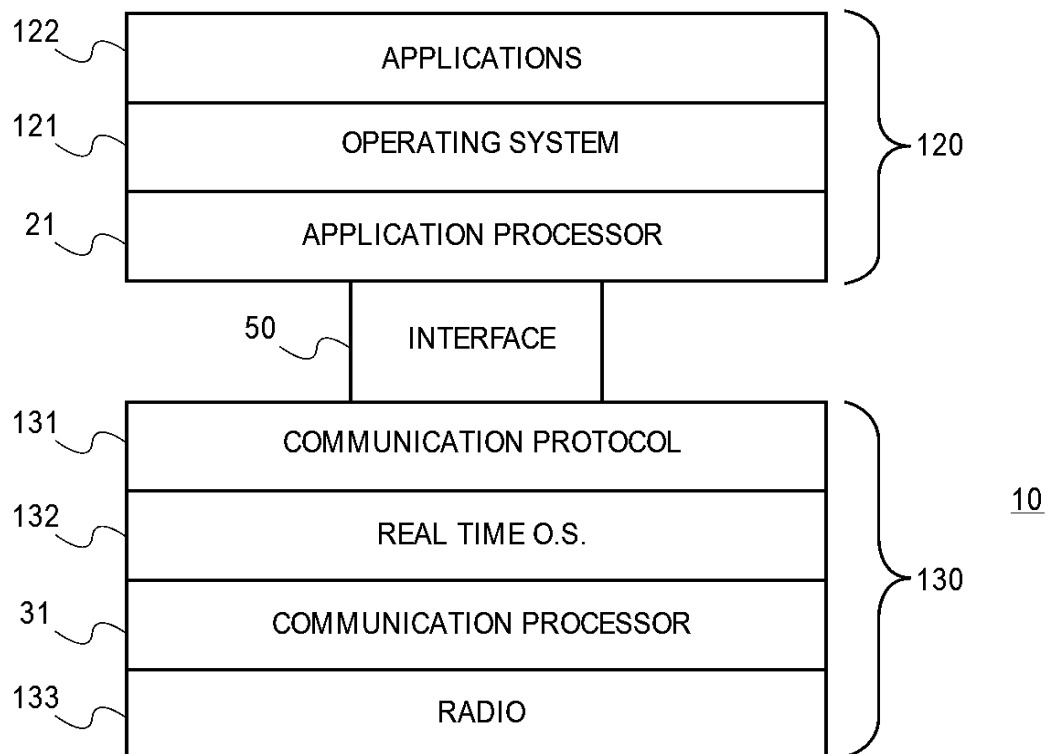 122
APPLICATIONS
121
OPERATING SYSTEM
120
21
APPLICATION PROCESSOR
50
INTERFACE
131
COMMUNICATION PROTOCOL
10
132
REAL TIME O.S.
130
31
COMMUNICATION PROCESSOR
133
RADIO